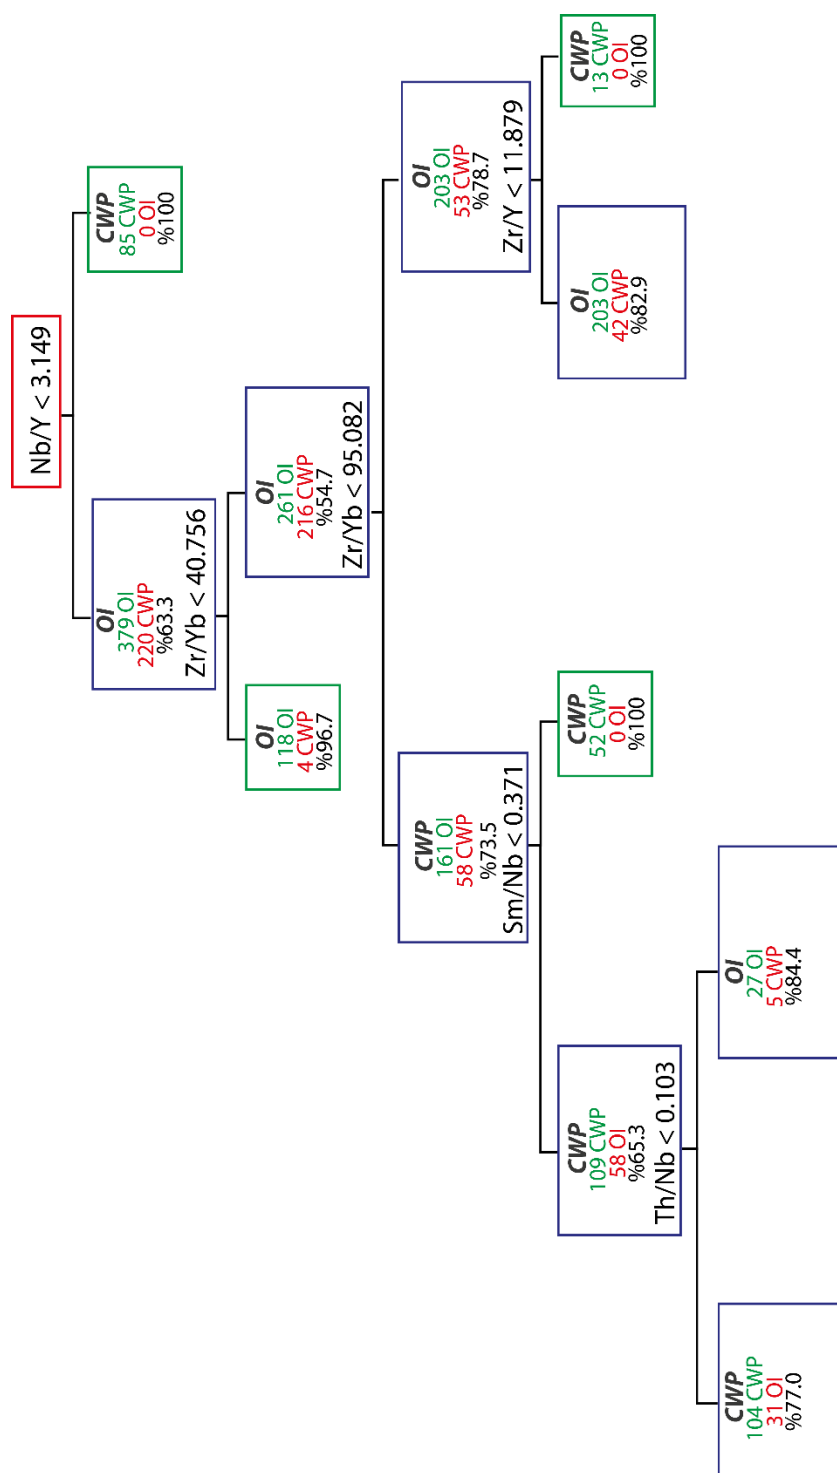 Nb/Y < 3.149
OI
379 OI
220 CWP
%63.3
Zr/Yb < 40.756
CWP
85 CWP
0 OI
%100
OI
118 OI
4 CWP
%96.7
OI
261 OI
216 CWP
%54.7
Zr/Yb < 95.082
CWP
161 OI
58 CWP
%73.5
Sm/Nb < 0.371
OI
203 OI
53 CWP
%78.7
Zr/Y < 11.879
CWP
109 CWP
58 OI
%65.3
Th/Nb < 0.103
CWP
52 CWP
0 OI
%100
OI
203 OI
42 CWP
%82.9
CWP
13 CWP
0 OI
%100
CWP
104 CWP
31 OI
%77.0
OI
27 OI
5 CWP
%84.4